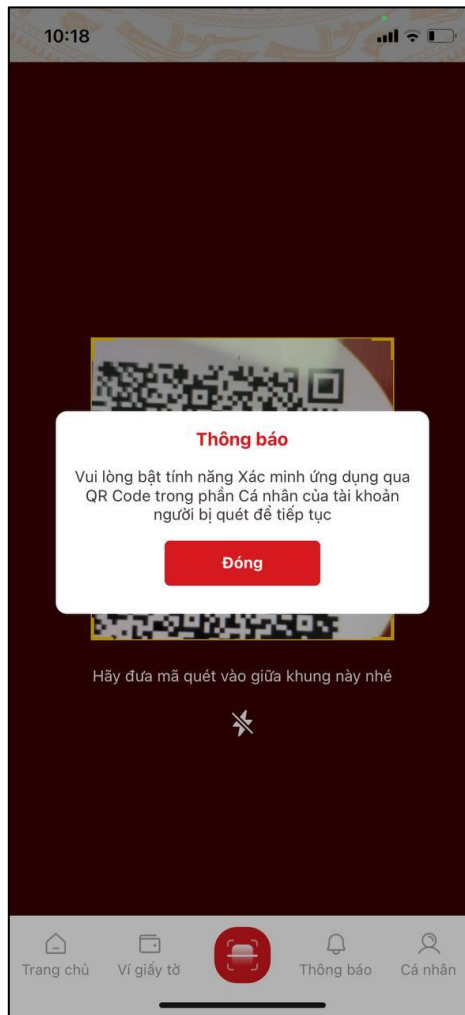 10:18
Thông báo
Vui lòng bật tính năng Xác minh ứng dụng qua
QR Code trong phần Cá nhân của tài khoản
người bị quét để tiếp tục
Đóng
Hãy đưa mã quét vào giữa khung này nhé
Trang chủ Ví giấy tờ Thông báo Cá nhân